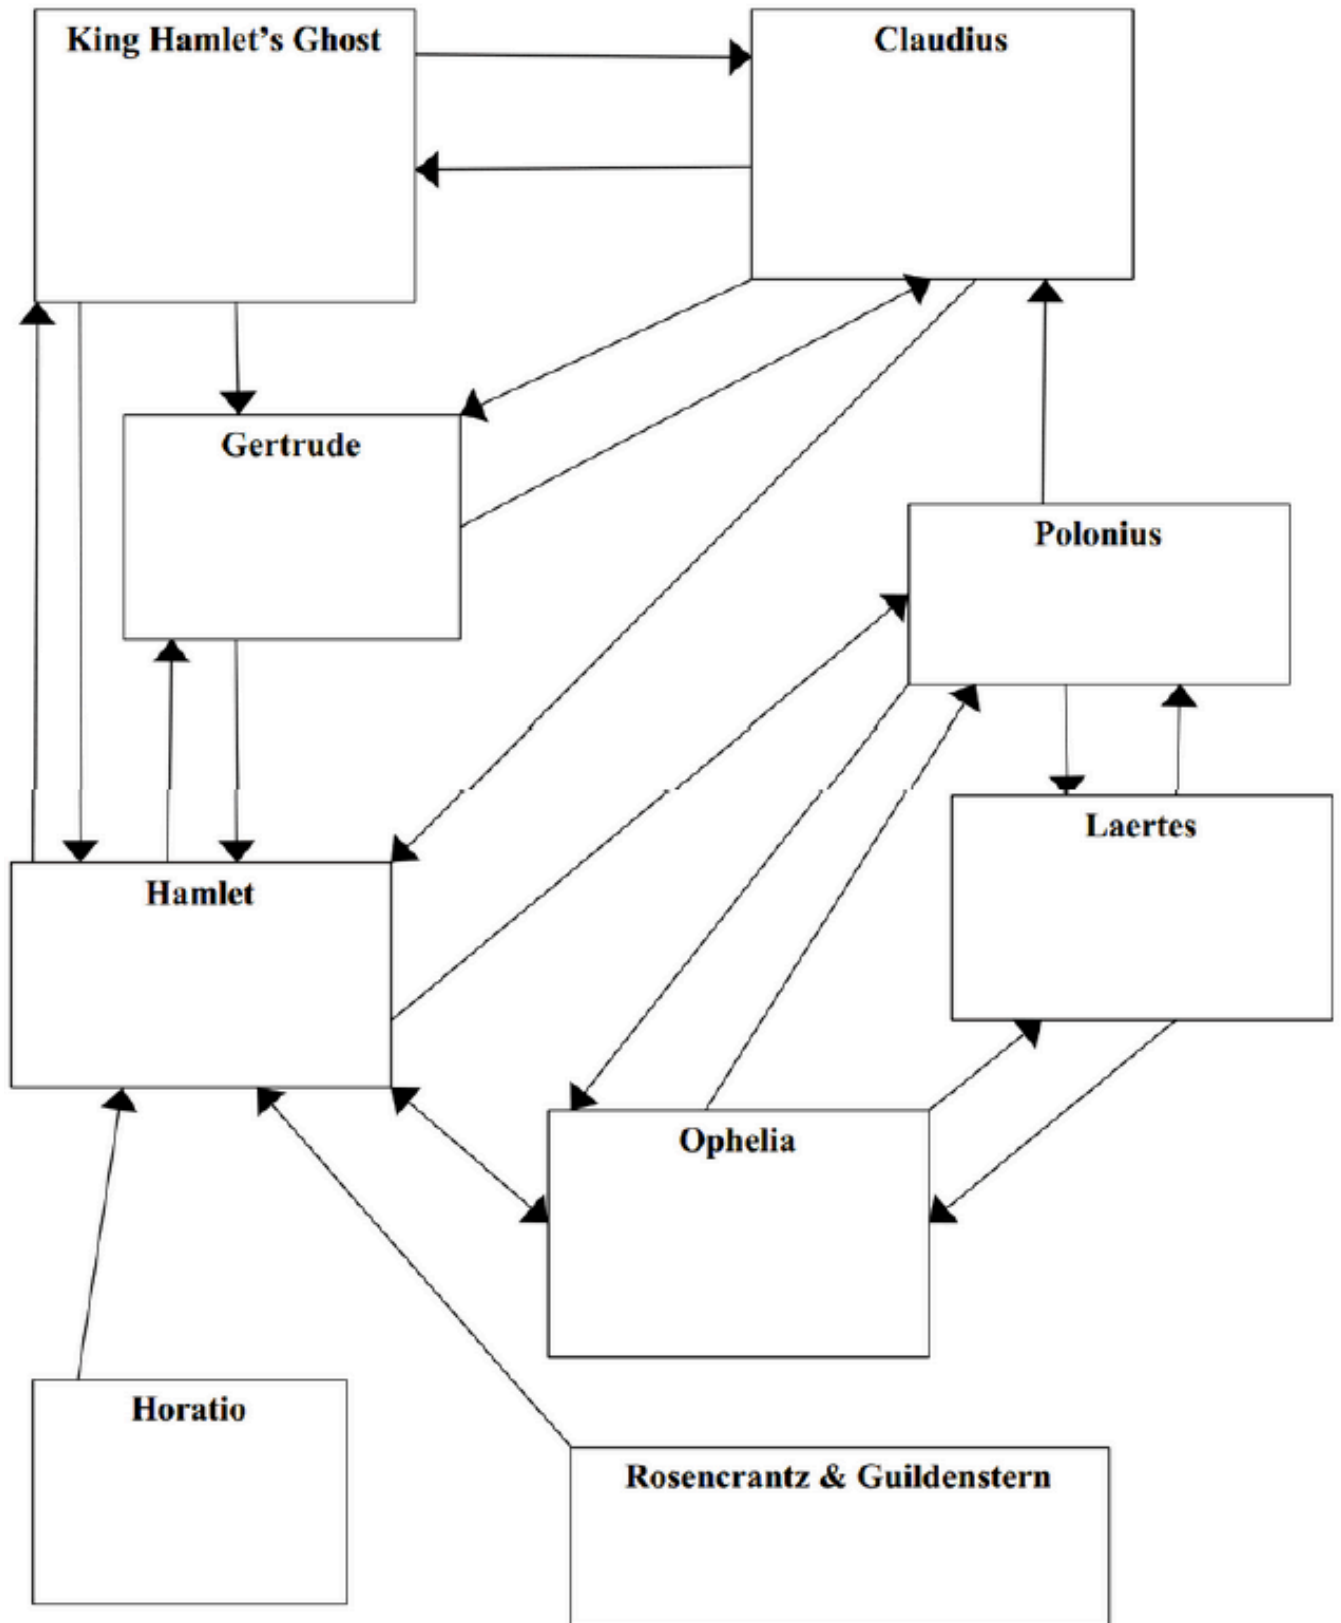 King Hamlet's Ghost
Claudius
Gertrude
Polonius
Laertes
Hamlet
Ophelia
Horatio
Rosencrantz & Guildenstern